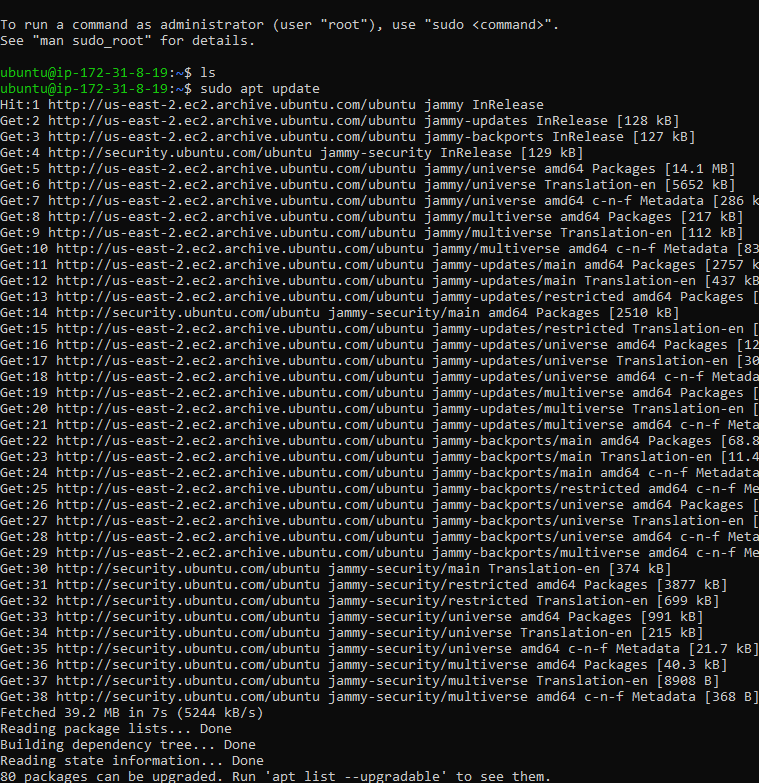 To run a command as administrator (user "root"), use "sudo <command>".
See "man sudo_root" for details.
ubuntu@ip-172-31-8-19:~$ ls
ubuntu@ip-172-31-8-19:~$ sudo apt update
Hit:1 http://us-east-2.ec2.archive.ubuntu.com/ubuntu jammy InRelease
Get:2 http://us-east-2.ec2.archive.ubuntu.com/ubuntu jammy-updates InRelease [128 kB]
Get:3 http://us-east-2.ec2.archive.ubuntu.com/ubuntu jammy-backports InRelease [127 kB]
Get:4 http://security.ubuntu.com/ubuntu jammy-security InRelease [129 kB]
Get:5 http://us-east-2.ec2.archive.ubuntu.com/ubuntu jammy/universe amd64 Packages [14.1 MB]
Get:6 http://us-east-2.ec2.archive.ubuntu.com/ubuntu jammy/universe Translation-en [5652 kB]
Get:7 http://us-east-2.ec2.archive.ubuntu.com/ubuntu jammy/universe amd64 c-n-f Metadata [286 k
Get:8 http://us-east-2.ec2.archive.ubuntu.com/ubuntu jammy/multiverse amd64 Packages [217 kB]
Get:9 http://us-east-2.ec2.archive.ubuntu.com/ubuntu jammy/multiverse Translation-en [112 kB]
Get:10 http://us-east-2.ec2.archive.ubuntu.com/ubuntu jammy/multiverse amd64 c-n-f Metadata [83
Get:11 http://us-east-2.ec2.archive.ubuntu.com/ubuntu jammy-updates/main amd64 Packages [2757 k
Get:12 http://us-east-2.ec2.archive.ubuntu.com/ubuntu jammy-updates/main Translation-en [437 kB
Get:13 http://us-east-2.ec2.archive.ubuntu.com/ubuntu jammy-updates/restricted amd64 Packages [
Get:14 http://security.ubuntu.com/ubuntu jammy-security/main amd64 Packages [2510 kB]
Get:15 http://us-east-2.ec2.archive.ubuntu.com/ubuntu jammy-updates/restricted Translation-en [
Get:16 http://us-east-2.ec2.archive.ubuntu.com/ubuntu jammy-updates/universe amd64 Packages [12
Get:17 http://us-east-2.ec2.archive.ubuntu.com/ubuntu jammy-updates/universe Translation-en [30
Get:18 http://us-east-2.ec2.archive.ubuntu.com/ubuntu jammy-updates/universe amd64 c-n-f Metada
Get:19 http://us-east-2.ec2.archive.ubuntu.com/ubuntu jammy-updates/multiverse amd64 Packages [
Get:20 http://us-east-2.ec2.archive.ubuntu.com/ubuntu jammy-updates/multiverse Translation-en [
Get:21 http://us-east-2.ec2.archive.ubuntu.com/ubuntu jammy-updates/multiverse amd64 c-n-f Meta
Get:22 http://us-east-2.ec2.archive.ubuntu.com/ubuntu jammy-backports/main amd64 Packages [68.8
Get:23 http://us-east-2.ec2.archive.ubuntu.com/ubuntu jammy-backports/main Translation-en [11.4
Get:24 http://us-east-2.ec2.archive.ubuntu.com/ubuntu jammy-backports/main amd64 c-n-f Metadata
Get:25 http://us-east-2.ec2.archive.ubuntu.com/ubuntu jammy-backports/restricted amd64 c-n-f Me
Get:26 http://us-east-2.ec2.archive.ubuntu.com/ubuntu jammy-backports/universe amd64 Packages [
Get:27 http://us-east-2.ec2.archive.ubuntu.com/ubuntu jammy-backports/universe Translation-en [
Get:28 http://us-east-2.ec2.archive.ubuntu.com/ubuntu jammy-backports/universe amd64 c-n-f Meta
Get:29 http://us-east-2.ec2.archive.ubuntu.com/ubuntu jammy-backports/multiverse amd64 c-n-f Me
Get:30 http://security.ubuntu.com/ubuntu jammy-security/main Translation-en [374 kB]
Get:31 http://security.ubuntu.com/ubuntu jammy-security/restricted amd64 Packages [3877 kB]
Get:32 http://security.ubuntu.com/ubuntu jammy-security/restricted Translation-en [699 kB]
Get:33 http://security.ubuntu.com/ubuntu jammy-security/universe amd64 Packages [991 kB]
Get:34 http://security.ubuntu.com/ubuntu jammy-security/universe Translation-en [215 kB]
Get:35 http://security.ubuntu.com/ubuntu jammy-security/universe amd64 c-n-f Metadata [21.7 kB]
Get:36 http://security.ubuntu.com/ubuntu jammy-security/multiverse amd64 Packages [40.3 kB]
Get:37 http://security.ubuntu.com/ubuntu jammy-security/multiverse Translation-en [8908 B]
Get:38 http://security.ubuntu.com/ubuntu jammy-security/multiverse amd64 c-n-f Metadata [368 B]
Fetched 39.2 MB in 7s (5244 kB/s)
Reading package lists... Done
Building dependency tree... Done
Reading state information... Done
80 packages can be upgraded. Run 'apt list --upgradable' to see them.